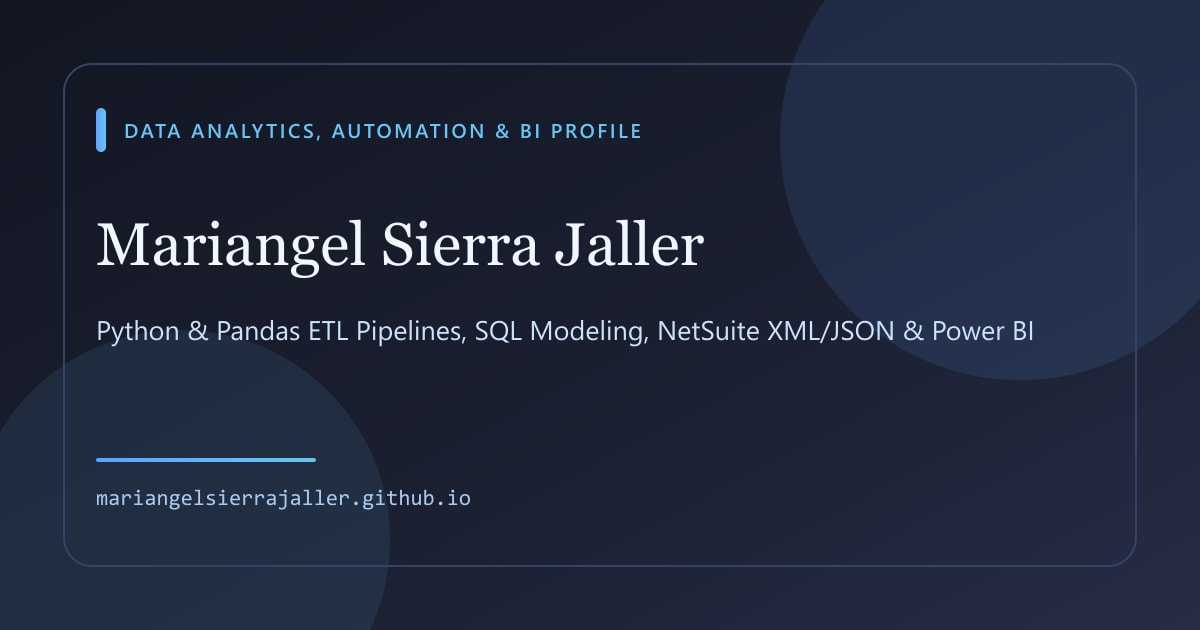 DATA ANALYTICS, AUTOMATION & BI PROFILE
Mariangel Sierra Jaller
Python & Pandas ETL Pipelines, SQL Modeling, NetSuite XML/JSON & Power BI
mariangelsierrajaller.github.io